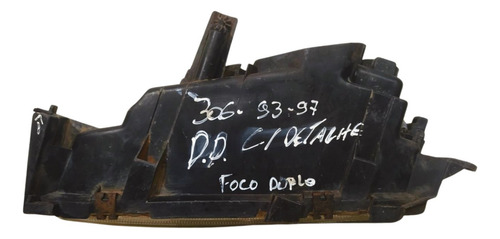 306-93-97
D.D. C/DETALHE
FOCO DUPLO